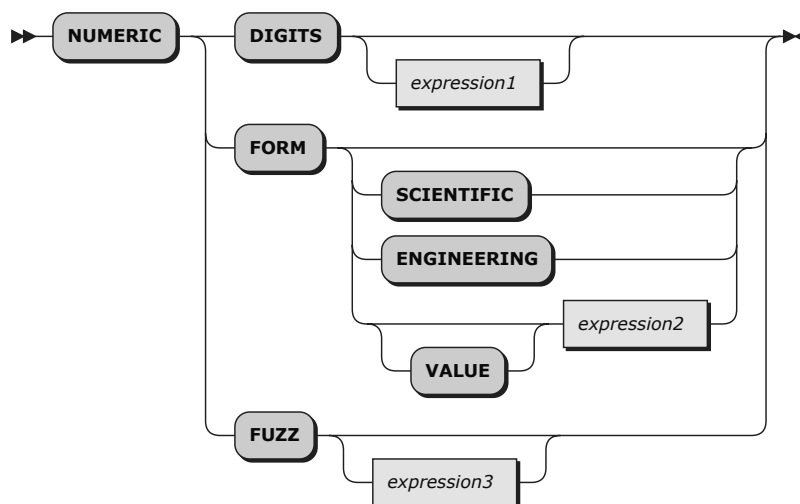 NUMERIC DIGITS
expression1
FORM
SCIENTIFIC
ENGINEERING
expression2
VALUE
FUZZ
expression3